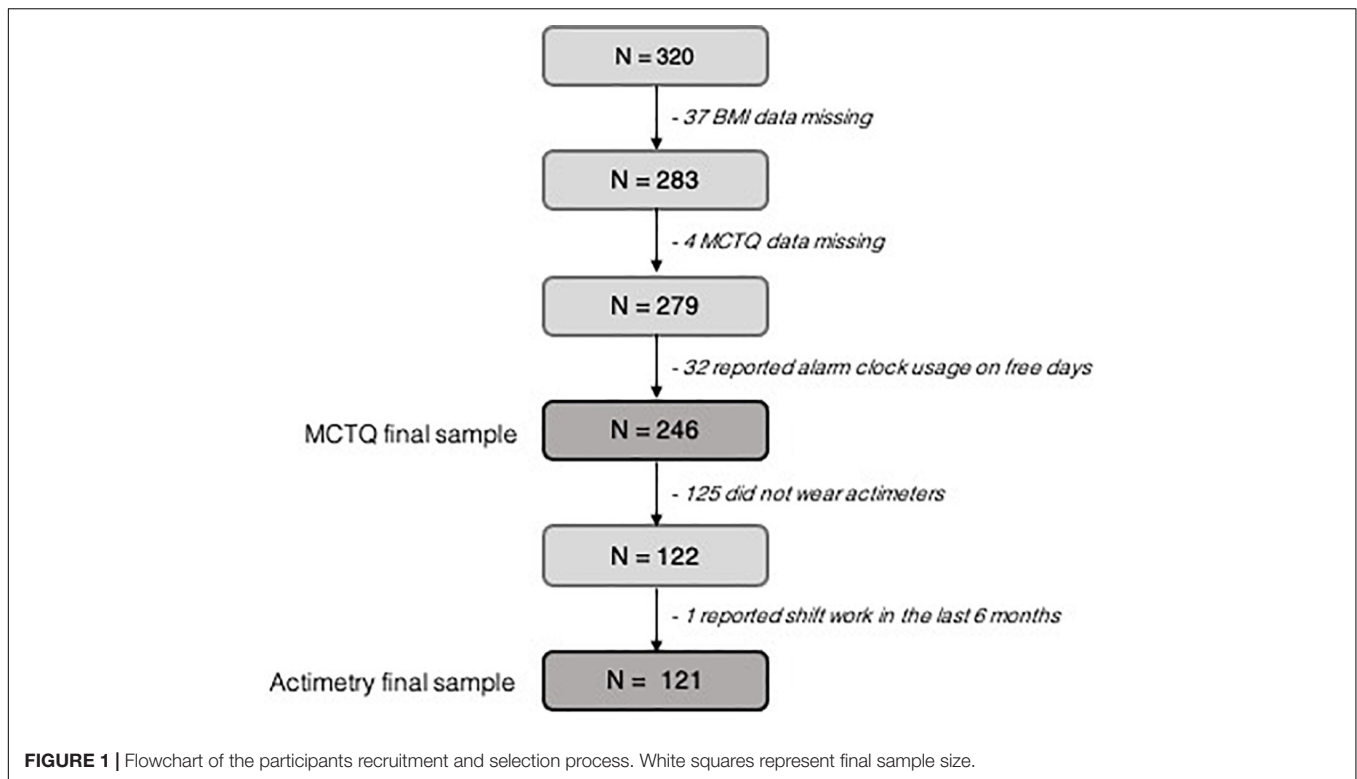 N = 320
- 37 BMI data missing
N = 283
- 4 MCTQ data missing
N = 279
- 32 reported alarm clock usage on free days
MCTQ final sample
N = 246
- 125 did not wear actimeters
N = 122
- 1 reported shift work in the last 6 months
Actimetry final sample
N = 121
FIGURE 1 | Flowchart of the participants recruitment and selection process. White squares represent final sample size.